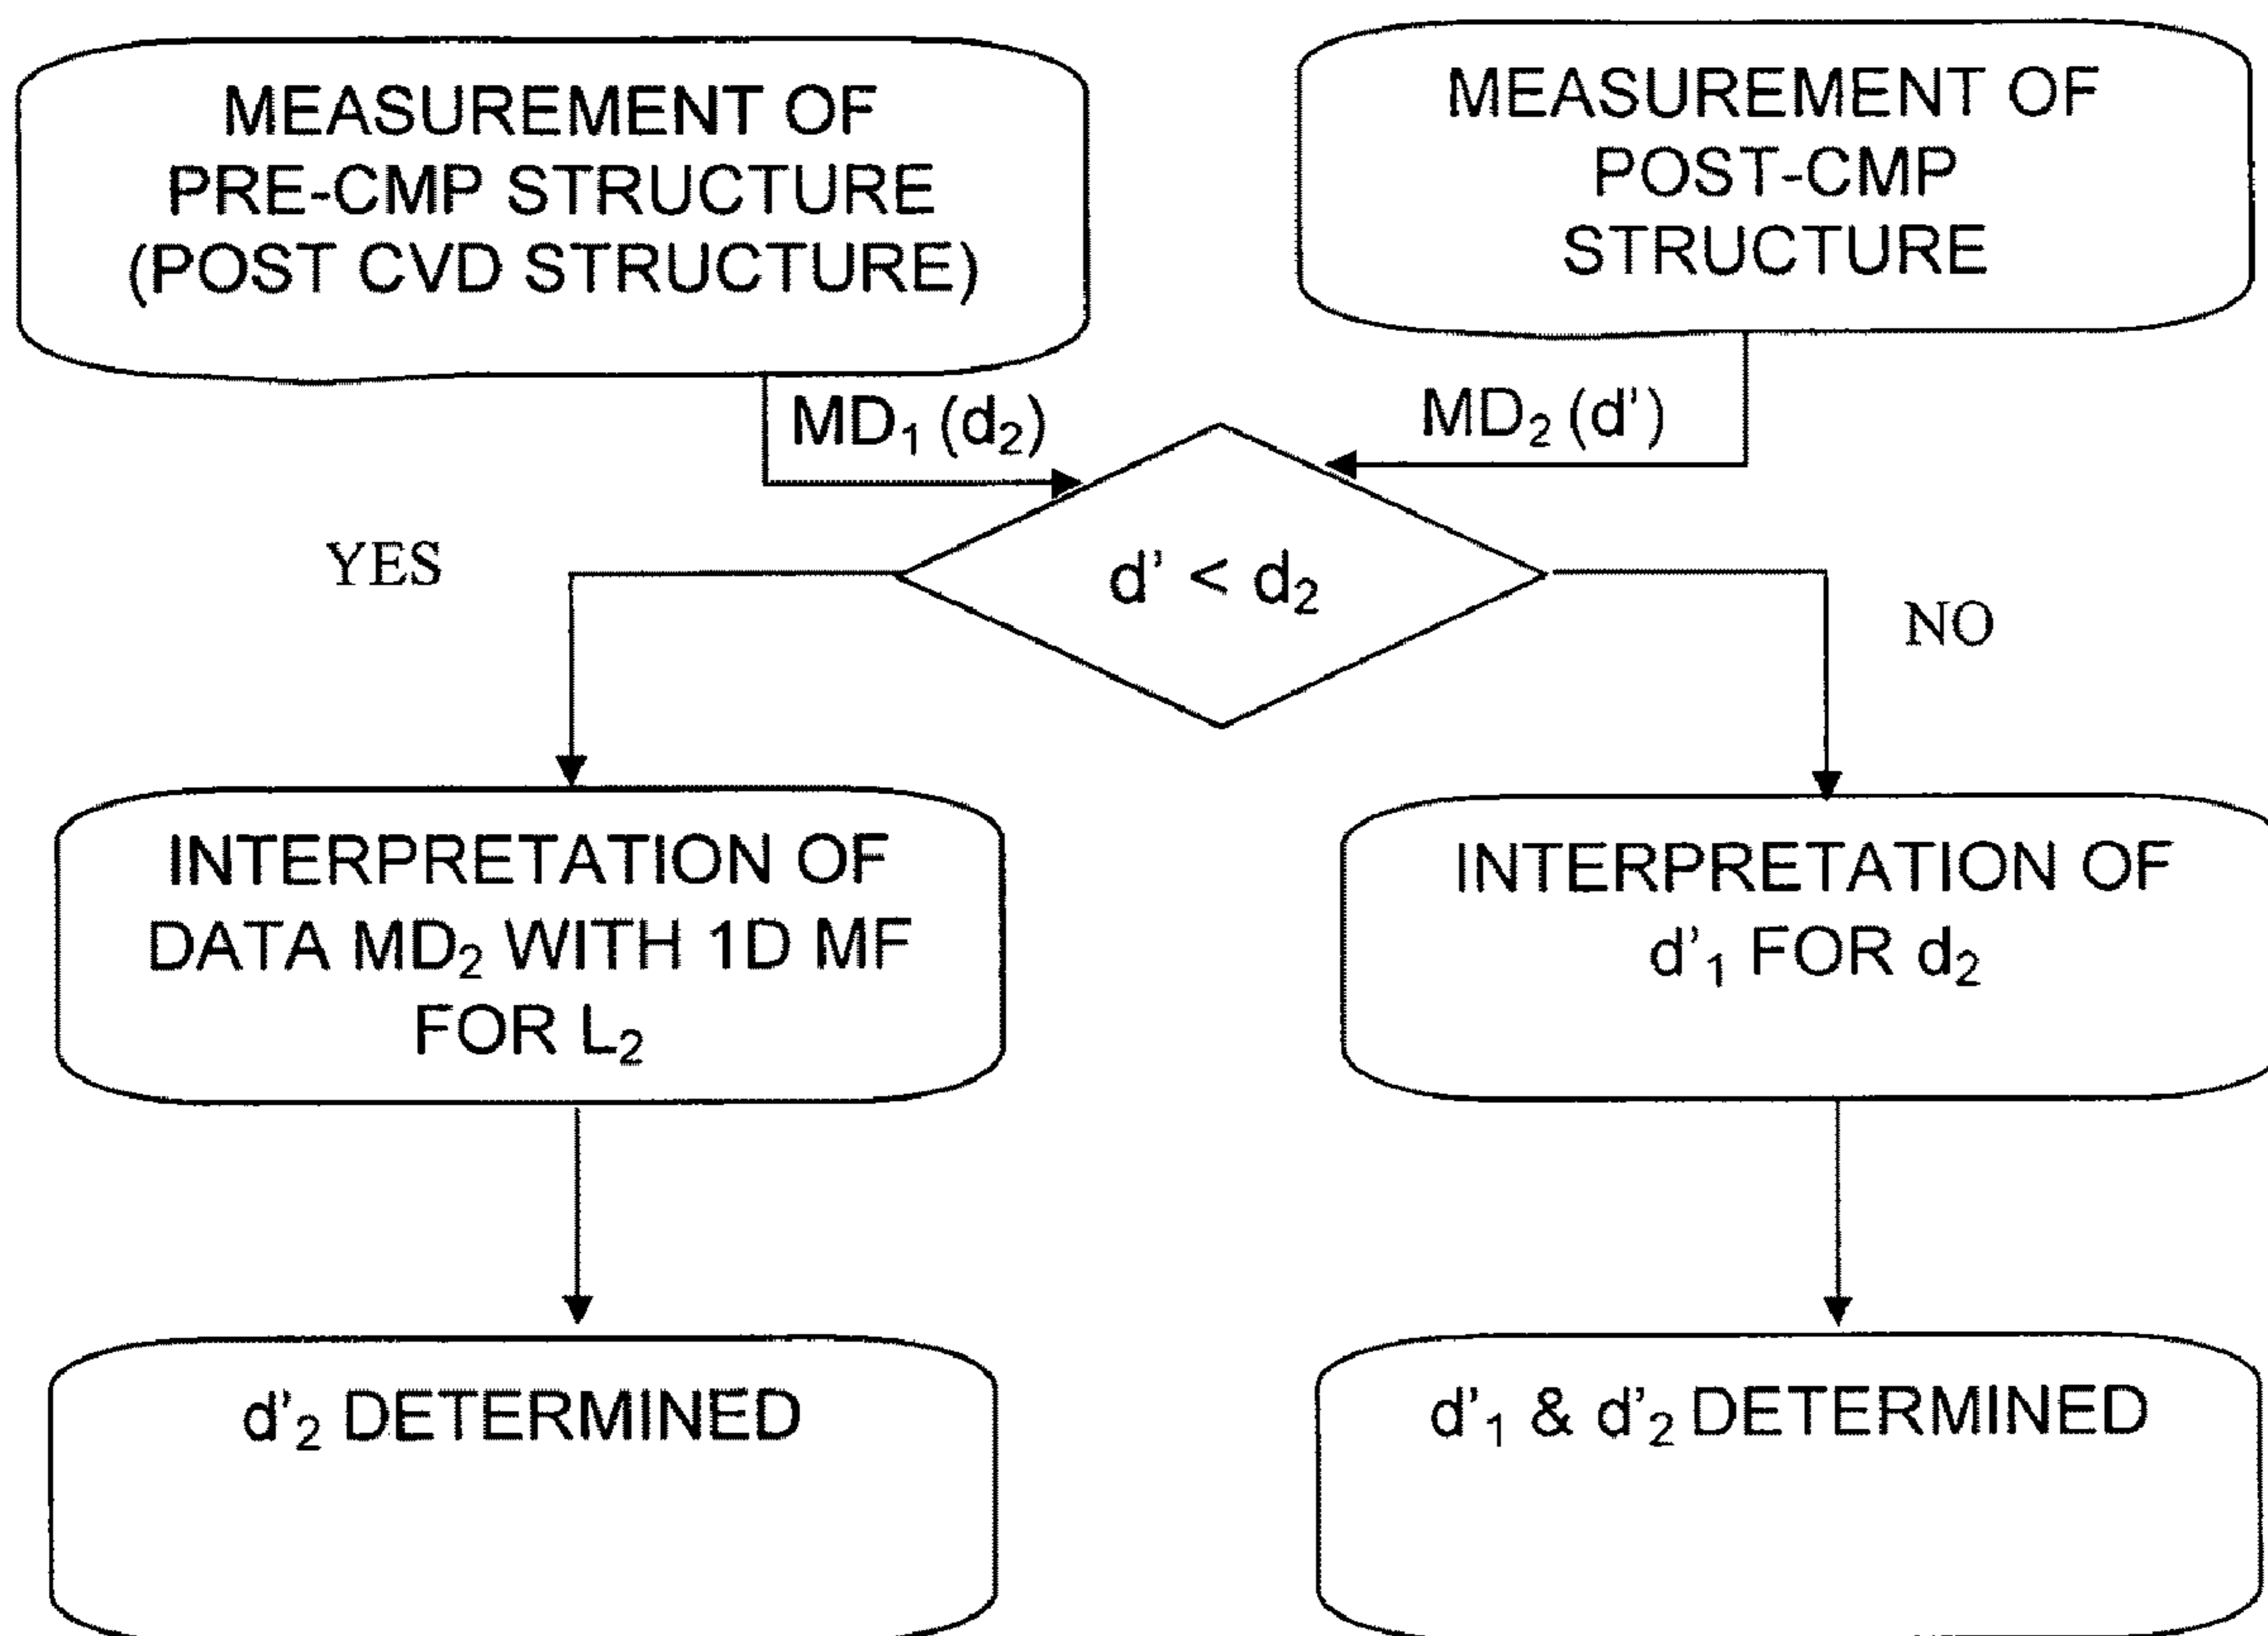 MEASUREMENT OF
PRE-CMP STRUCTURE
(POST CVD STRUCTURE)
MEASUREMENT OF
POST-CMP
STRUCTURE
MD₁ (d₂)
MD₂ (d')
YES
d' < d₂
NO
INTERPRETATION OF
DATA MD₂ WITH 1D MF
FOR L₂
INTERPRETATION OF
d'₁ FOR d₂
d'₂ DETERMINED
d'₁ & d'₂ DETERMINED